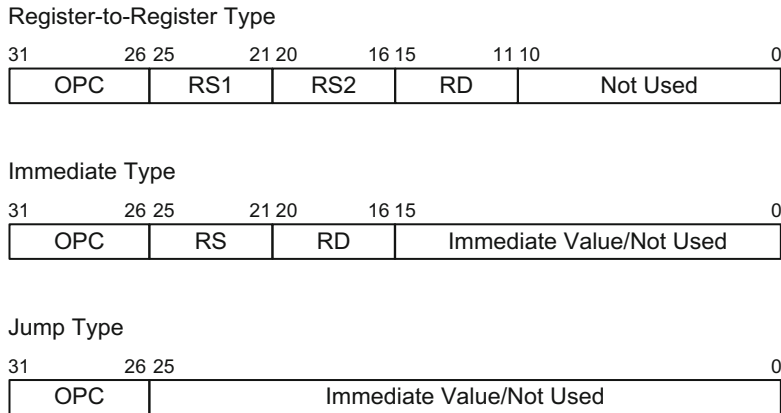 Register-to-Register Type
31 26 25 21 20 16 15 11 10 0
OPC RS1 RS2 RD Not Used
Immediate Type
31 26 25 21 20 16 15 0
OPC RS RD Immediate Value/Not Used
Jump Type
31 26 25 0
OPC Immediate Value/Not Used